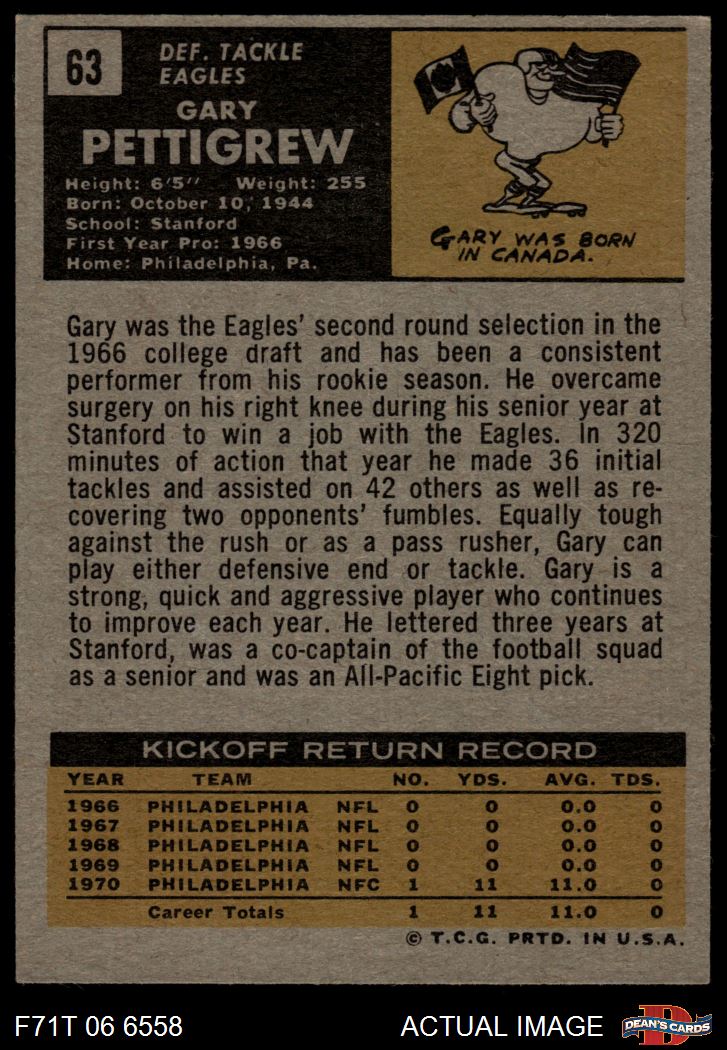 63
DEF. TACKLE
EAGLES
GARY
PETTIGREW
Height: 6'5" Weight: 255
Born: October 10, 1944
School: Stanford
First Year Pro: 1966
Home: Philadelphia, Pa.
GARY WAS BORN
IN CANADA.
Gary was the Eagles' second round selection in the
1966 college draft and has been a consistent
performer from his rookie season. He overcame
surgery on his right knee during his senior year at
Stanford to win a job with the Eagles. In 320
minutes of action that year he made 36 initial
tackles and assisted on 42 others as well as re-
covering two opponents' fumbles. Equally tough
against the rush or as a pass rusher, Gary can
play either defensive end or tackle. Gary is a
strong, quick and aggressive player who continues
to improve each year. He lettered three years at
Stanford, was a co-captain of the football squad
as a senior and was an All-Pacific Eight pick.
KICKOFF RETURN RECORD
YEAR TEAM NO. YDS. AVG. TDS.
1966 PHILADELPHIA NFL 0 0 0.0 0
1967 PHILADELPHIA NFL 0 0 0.0 0
1968 PHILADELPHIA NFL 0 0 0.0 0
1969 PHILADELPHIA NFL 0 0 0.0 0
1970 PHILADELPHIA NFC 1 11 11.0 0
Career Totals 1 11 11.0 0
© T.C.G. PRTD. IN U.S.A.
F71T 06 6558 ACTUAL IMAGE D DEAN'S CARDS